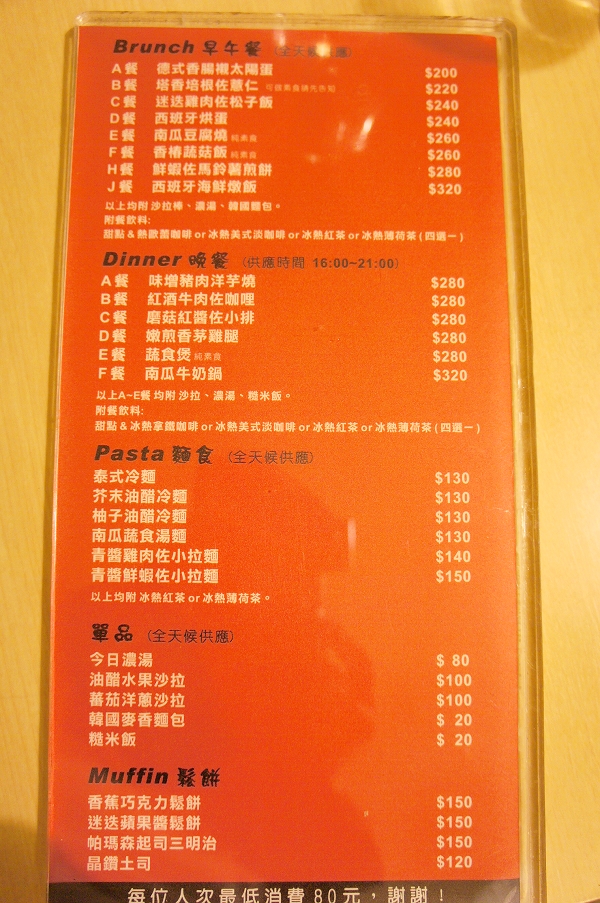 Brunch 早午餐 (全天候供應)
A餐 德式香腸襯太陽蛋 $200
B餐 塔香培根佐薏仁 可做素食請先告知 $220
C餐 迷迭雞肉佐松子飯 $240
D餐 西班牙烘蛋 $240
E餐 南瓜豆腐燒 純素食 $260
F餐 香椿蔬菇飯 純素食 $260
H餐 鮮蝦佐馬鈴薯煎餅 $280
J餐 西班牙海鮮燉飯 $320
以上均附 沙拉棒、濃湯、韓國麵包。
附餐飲料:
甜點 & 熱歐蕾咖啡 or 冰熱美式淡咖啡 or 冰熱紅茶 or 冰熱薄荷茶 ( 四選一 )
Dinner 晚餐 (供應時間 16:00~21:00)
A餐 味增豬肉洋芋燒 $280
B餐 紅酒牛肉佐咖哩 $280
C餐 磨菇紅醬佐小排 $280
D餐 嫩煎香茅雞腿 $280
E餐 蔬食煲 純素食 $280
F餐 南瓜牛奶鍋 $320
以上A~E餐 均附 沙拉、濃湯、糙米飯。
附餐飲料:
甜點 & 冰熱拿鐵咖啡 or 冰熱美式淡咖啡 or 冰熱紅茶 or 冰熱薄荷茶 ( 四選一 )
Pasta 麵食 (全天候供應)
泰式冷麵 $130
芥末油醋冷麵 $130
柚子油醋冷麵 $130
南瓜蔬食湯麵 $130
青醬雞肉佐小拉麵 $140
青醬鮮蝦佐小拉麵 $150
以上均附 冰熱紅茶 or 冰熱薄荷茶。
單品 (全天候供應)
今日濃湯 $ 80
油醋水果沙拉 $100
蕃茄洋蔥沙拉 $100
韓國麥香麵包 $ 20
糙米飯 $ 20
Muffin 鬆餅
香蕉巧克力鬆餅 $150
迷迭蘋果醬鬆餅 $150
帕瑪森起司三明治 $150
晶鑽土司 $120
每位人次最低消費80元，謝謝！